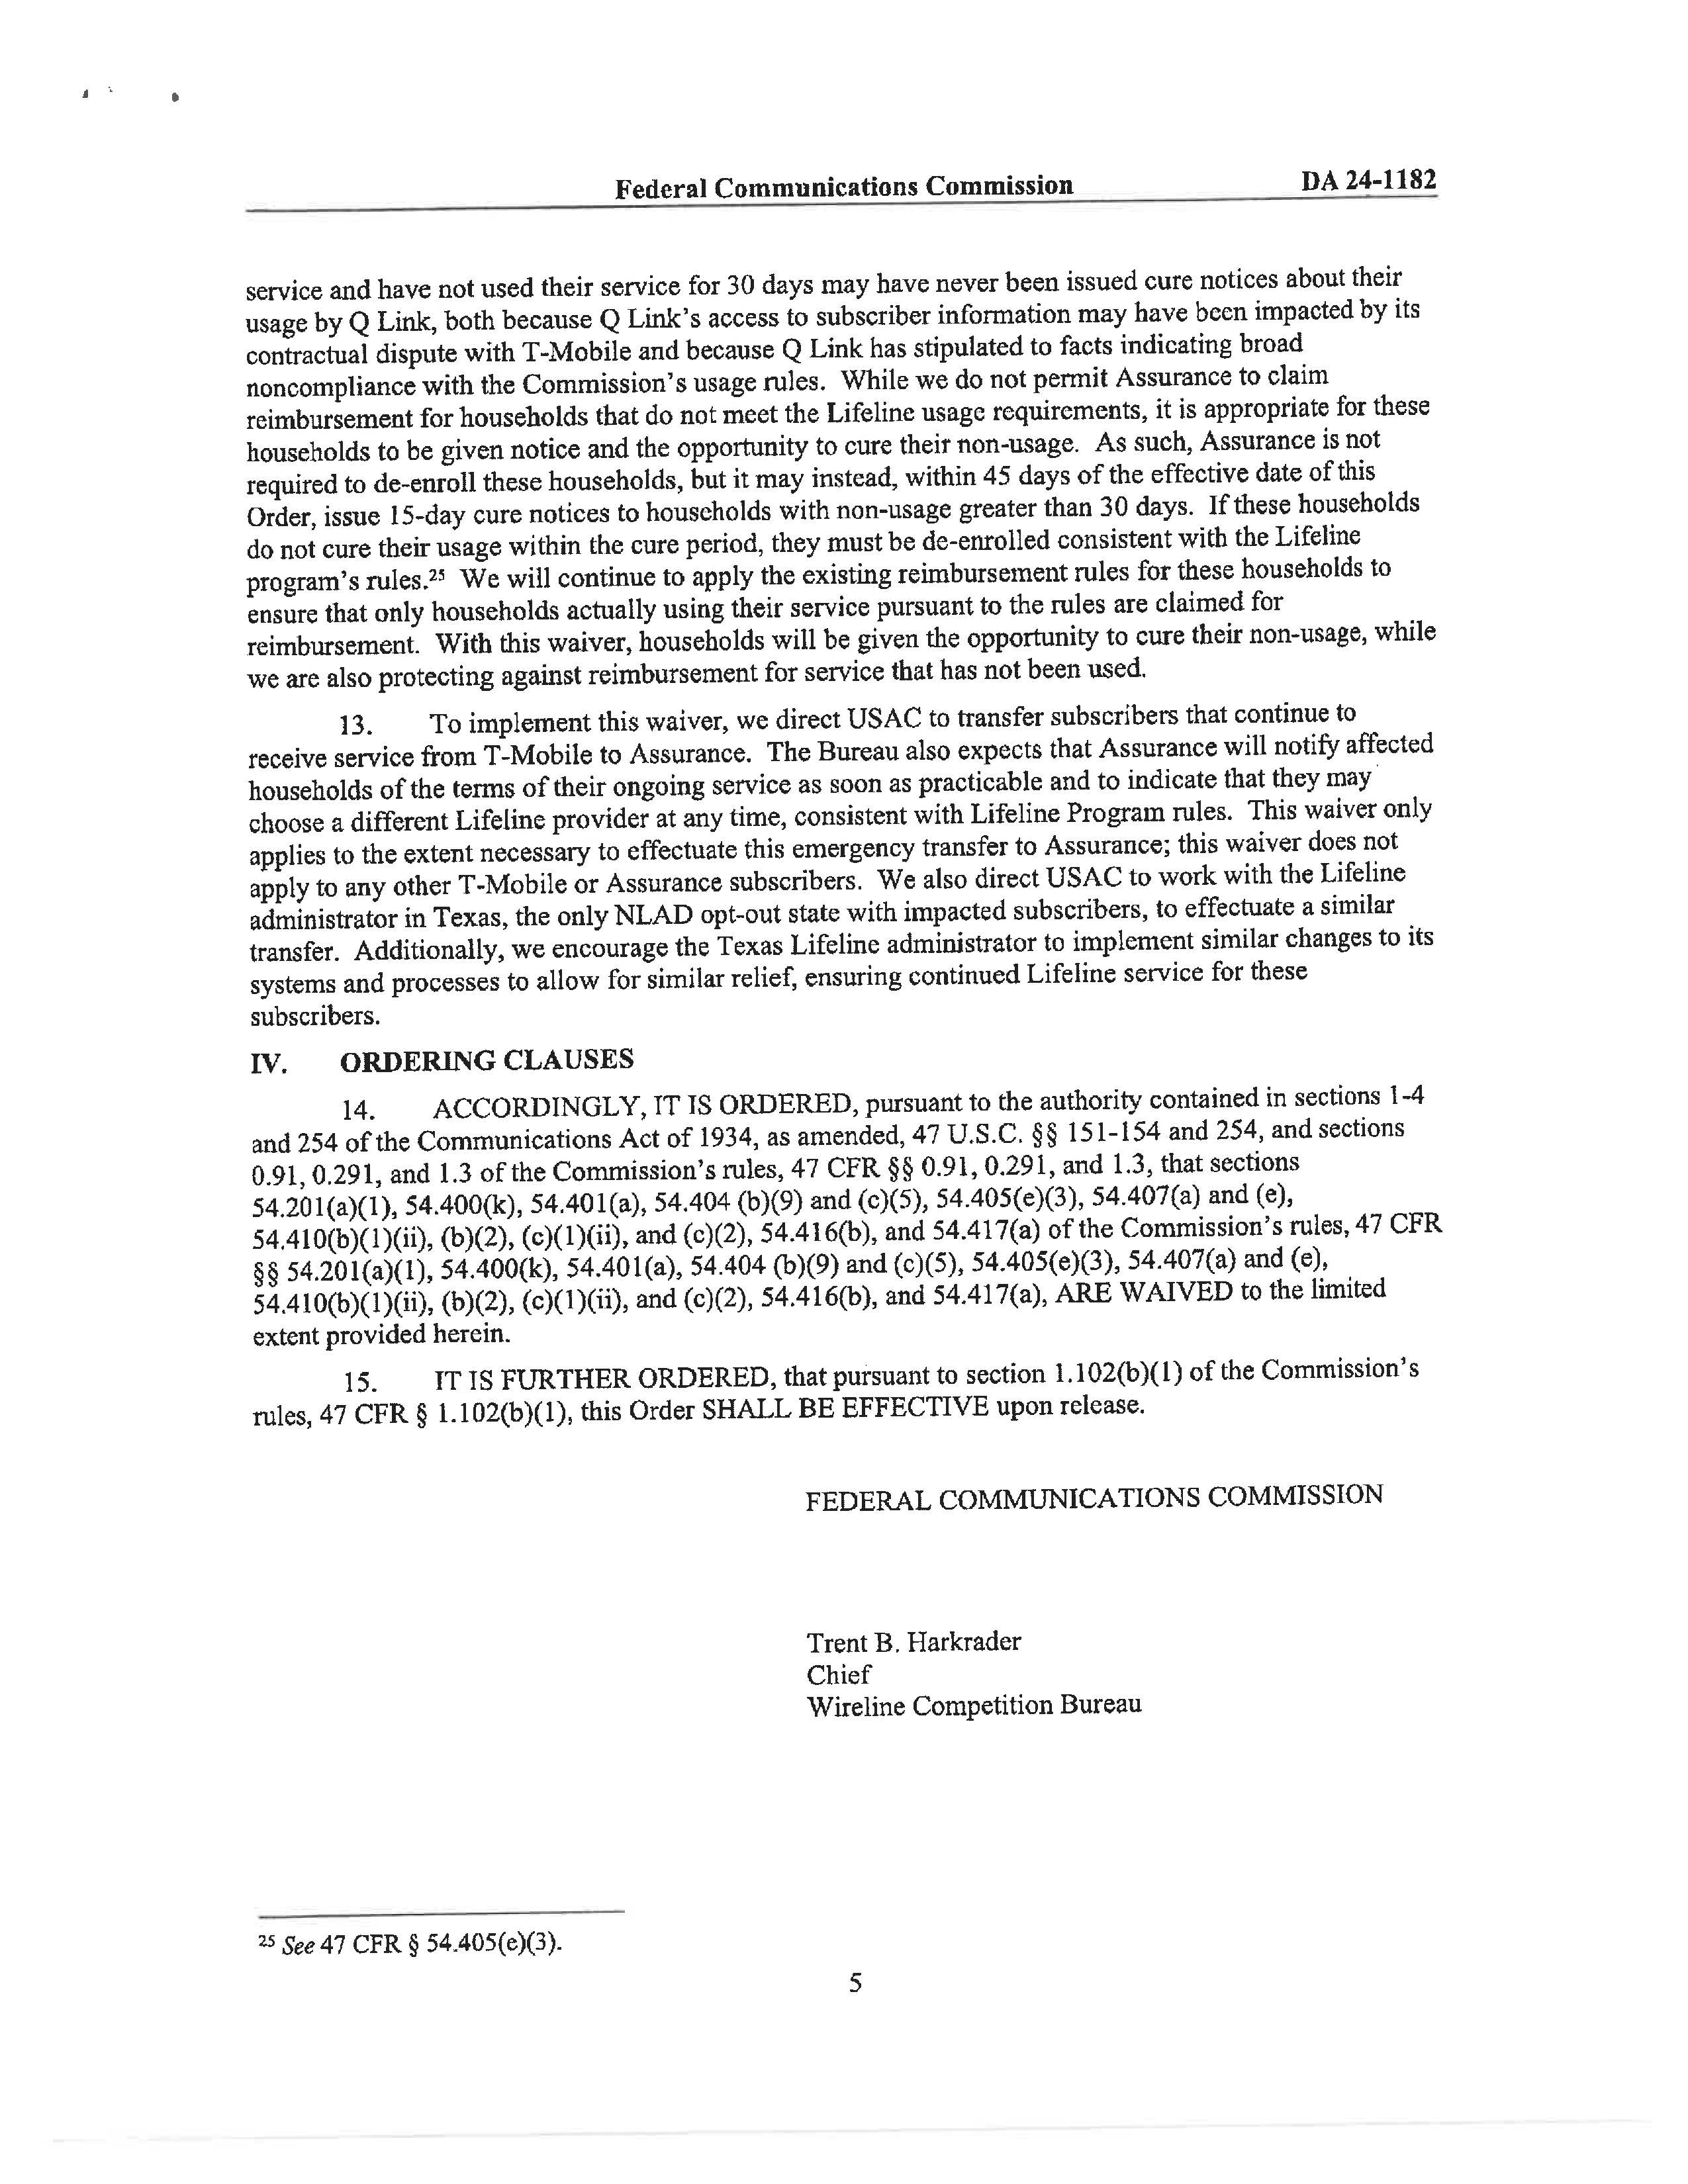 Federal Communications Commission DA 24-1182
service and have not used their service for 30 days may have never been issued cure notices about their
usage by Q Link, both because Q Link's access to subscriber information may have been impacted by its
contractual dispute with T-Mobile and because Q Link has stipulated to facts indicating broad
noncompliance with the Commission's usage rules. While we do not permit Assurance to claim
reimbursement for households that do not meet the Lifeline usage requirements, it is appropriate for these
households to be given notice and the opportunity to cure their non-usage. As such, Assurance is not
required to de-enroll these households, but it may instead, within 45 days of the effective date of this
Order, issue 15-day cure notices to households with non-usage greater than 30 days. If these households
do not cure their usage within the cure period, they must be de-enrolled consistent with the Lifeline
program's rules.25 We will continue to apply the existing reimbursement rules for these households to
ensure that only households actually using their service pursuant to the rules are claimed for
reimbursement. With this waiver, households will be given the opportunity to cure their non-usage, while
we are also protecting against reimbursement for service that has not been used.
13. To implement this waiver, we direct USAC to transfer subscribers that continue to
receive service from T-Mobile to Assurance. The Bureau also expects that Assurance will notify affected
households of the terms of their ongoing service as soon as practicable and to indicate that they may
choose a different Lifeline provider at any time, consistent with Lifeline Program rules. This waiver only
applies to the extent necessary to effectuate this emergency transfer to Assurance; this waiver does not
apply to any other T-Mobile or Assurance subscribers. We also direct USAC to work with the Lifeline
administrator in Texas, the only NLAD opt-out state with impacted subscribers, to effectuate a similar
transfer. Additionally, we encourage the Texas Lifeline administrator to implement similar changes to its
systems and processes to allow for similar relief, ensuring continued Lifeline service for these
subscribers.
IV. ORDERING CLAUSES
14. ACCORDINGLY, IT IS ORDERED, pursuant to the authority contained in sections 1-4
and 254 of the Communications Act of 1934, as amended, 47 U.S.C. §§ 151-154 and 254, and sections
0.91, 0.291, and 1.3 of the Commission's rules, 47 CFR §§ 0.91, 0.291, and 1.3, that sections
54.201(a)(1), 54.400(k), 54.401(a), 54.404 (b)(9) and (c)(5), 54.405(e)(3), 54.407(a) and (e),
54.410(b)(1)(ii), (b)(2), (c)(1)(ii), and (c)(2), 54.416(b), and 54.417(a) of the Commission's rules, 47 CFR
§§ 54.201(a)(1), 54.400(k), 54.401(a), 54.404 (b)(9) and (c)(5), 54.405(e)(3), 54.407(a) and (e),
54.410(b)(1)(ii), (b)(2), (c)(1)(ii), and (c)(2), 54.416(b), and 54.417(a), ARE WAIVED to the limited
extent provided herein.
15. IT IS FURTHER ORDERED, that pursuant to section 1.102(b)(1) of the Commission's
rules, 47 CFR § 1.102(b)(1), this Order SHALL BE EFFECTIVE upon release.
FEDERAL COMMUNICATIONS COMMISSION
Trent B. Harkrader
Chief
Wireline Competition Bureau
25 See 47 CFR § 54.405(e)(3).
5